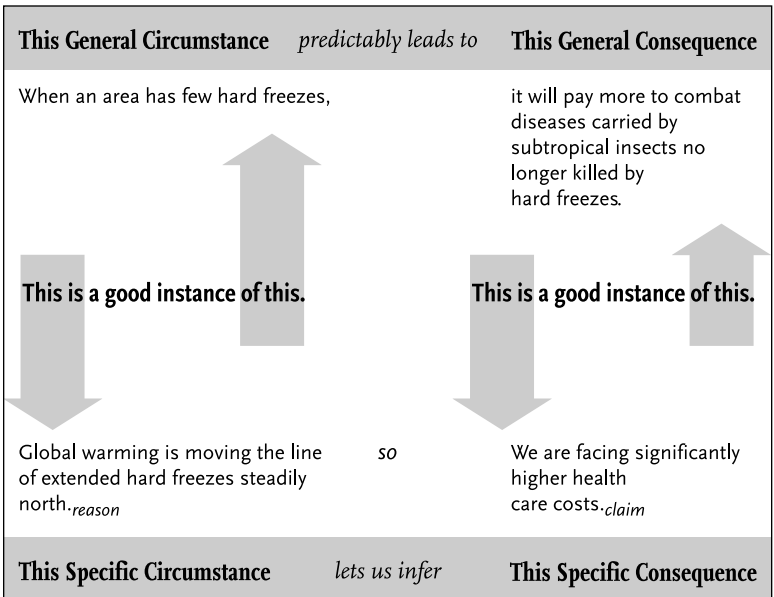 This General Circumstance predictably leads to This General Consequence
When an area has few hard freezes,
it will pay more to combat
diseases carried by
subtropical insects no
longer killed by
hard freezes.
This is a good instance of this.
This is a good instance of this.
Global warming is moving the line
of extended hard freezes steadily
north.reason
so
We are facing significantly
higher health
care costs.claim
This Specific Circumstance lets us infer This Specific Consequence